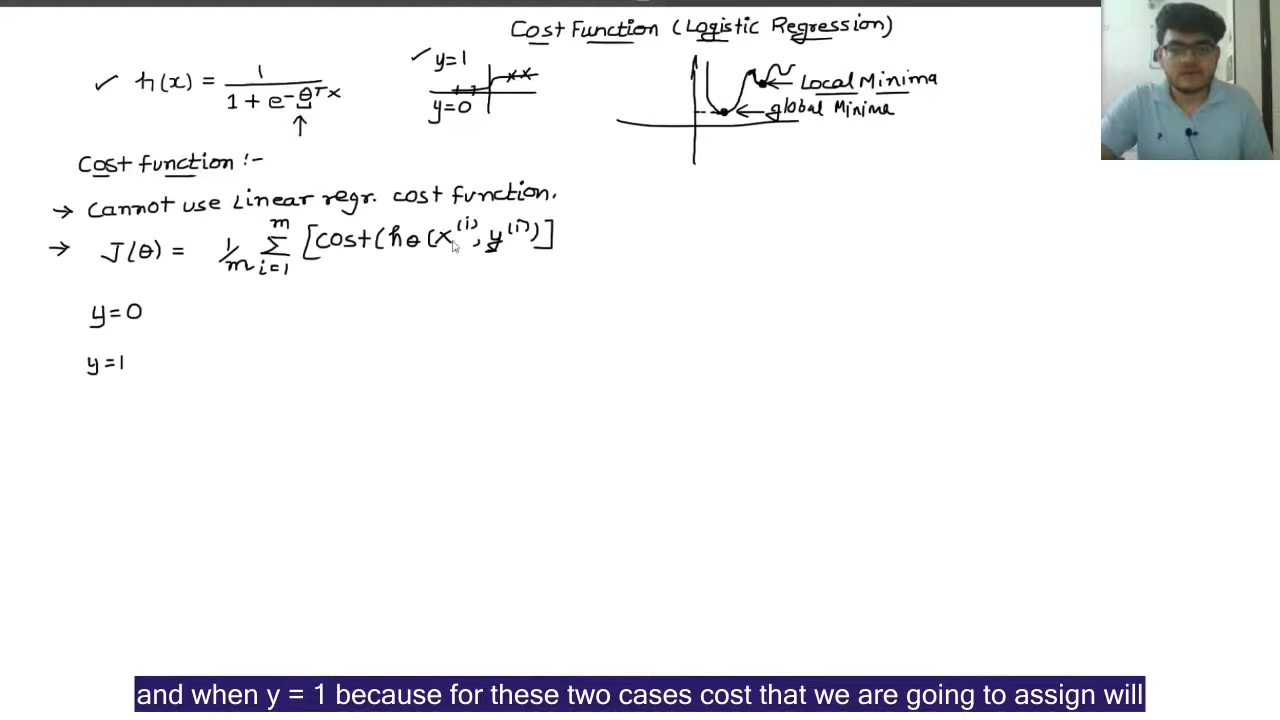 Cost Function (Logistic Regression)
✓ h(x) = 1 / 1 + e^-θᵀx
✓ y=1
y=0
Local Minima
global Minima
Cost function :-
→ Cannot use Linear regr. cost function.
→ J(θ) = 1/m Σ i=1 m [cost(hθ(x⁽ⁱ⁾, y⁽ⁱ⁾)]
y=0
y=1
and when y = 1 because for these two cases cost that we are going to assign will